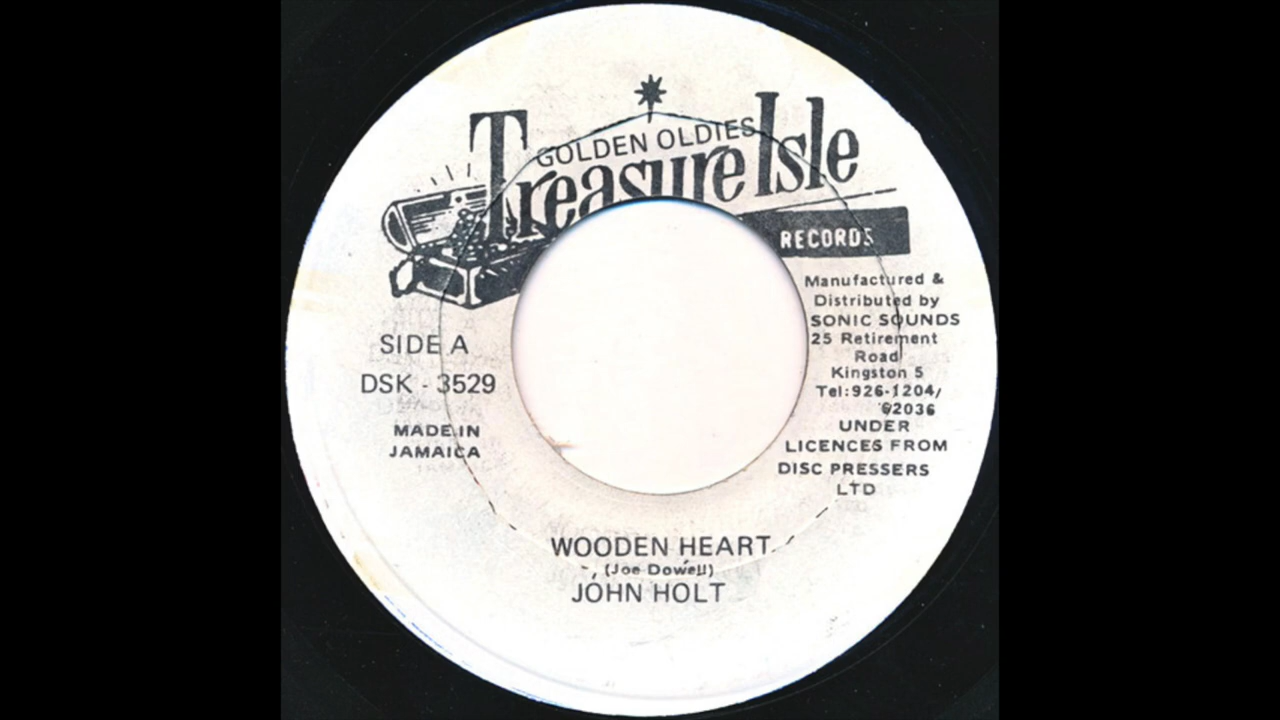 GOLDEN OLDIES
Treasure Isle
RECORDS
Manufactured &
Distributed by
SONIC SOUNDS
25 Retirement
Road
Kingston 5
Tel:926-1204/
92036
UNDER
LICENCES FROM
DISC PRESSERS
LTD
SIDE A
DSK - 3529
MADE IN
JAMAICA
WOODEN HEART
(Joe Dowell)
JOHN HOLT